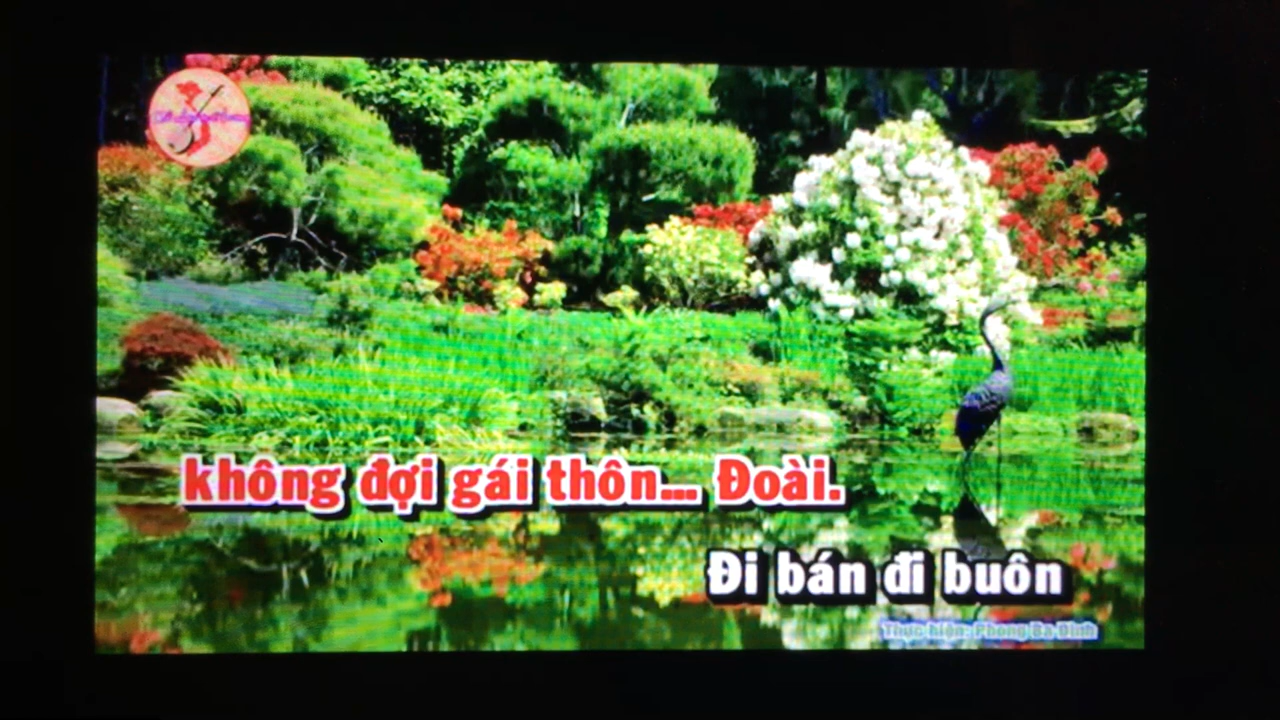 không đợi gái thôn... Đoài.
Đi bán đi buôn
Thực hiện: Phong Ba Đình